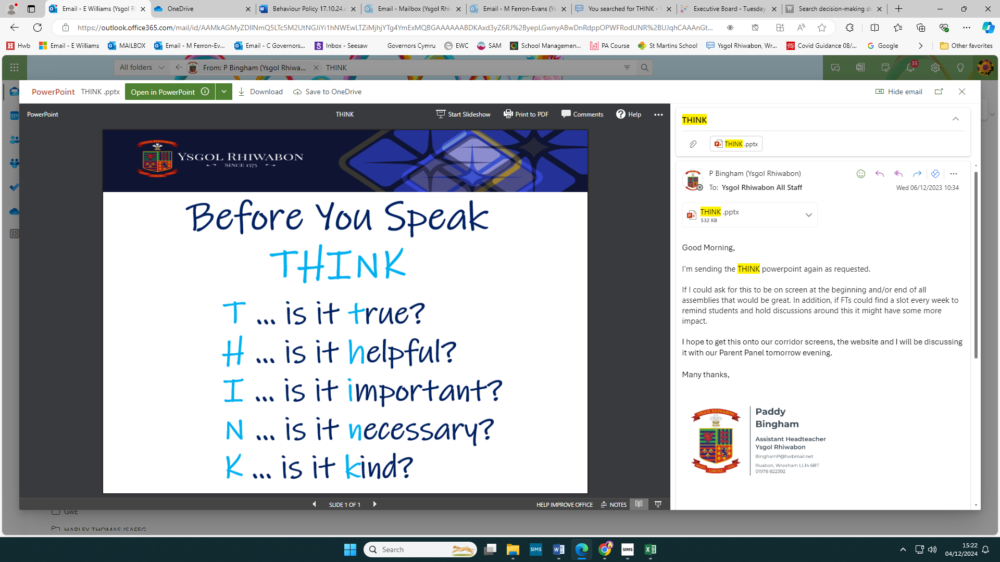 Email - E Williams (Ysgol R
OneDrive
Behaviour Policy 17.10.24.d
Email - Mailbox (Ysgol Rhi
Email - M Ferron-Evans (Ys
You searched for THINK - Y
Executive Board - Tuesday
Search decision-making do
https://outlook.office365.com/mail/id/AAMkAGMyZDllNmQ5LTc5M2UtNGJiYi1hNWEwLTZiMjhjYTg4YmExMQBGAAAAAABDKAxd3yZ6RJ%2ByepLGwnyABwDnRdppOPWFRodUNR%2BUJqhCAAAnGt...
Hwb
Email - E Williams
MAILBOX
Email - M Ferron-Ev...
Email - C Governors...
Inbox - Seesaw
Governors Cymru
EWC
SAM
School Managemen...
PA Course
St Martins School
Ysgol Rhiwabon, Wr...
Covid Guidance 08/...
Google
Other favorites
All folders
From: P Bingham (Ysgol Rhiwa...
THINK
35
PowerPoint
THINK .pptx
Open in PowerPoint
Download
Save to OneDrive
Hide email
PowerPoint
THINK
Start Slideshow
Print to PDF
Comments
Help
YSGOL RHIWABON
YSGOL RHIWABON
SINCE 1575
Before You Speak
THINK
T ... is it true?
H ... is it helpful?
I ... is it important?
N ... is it necessary?
K ... is it kind?
SLIDE 1 OF 1
HELP IMPROVE OFFICE
NOTES
THINK
THINK .pptx
P Bingham (Ysgol Rhiwabon)
To: Ysgol Rhiwabon All Staff
Wed 06/12/2023 10:34
THINK .pptx
532 KB
Good Morning,
I'm sending the THINK powerpoint again as requested.
If I could ask for this to be on screen at the beginning and/or end of all
assemblies that would be great. In addition, if FTs could find a slot every week to
remind students and hold discussions around this it might have some more
impact.
I hope to get this onto our corridor screens, the website and I will be discussing
it with our Parent Panel tomorrow evening.
Many thanks,
YSGOL RHIWABON
LABORE
Paddy
Bingham
Assistant Headteacher
Ysgol Rhiwabon
BinghamP@hwbmail.net
Ruabon, Wrexham LL14 6BT
01978 822392
GwE
HARLEY THOMAS (SAFEG
Search
SIMS
SIMS
15:22
04/12/2024